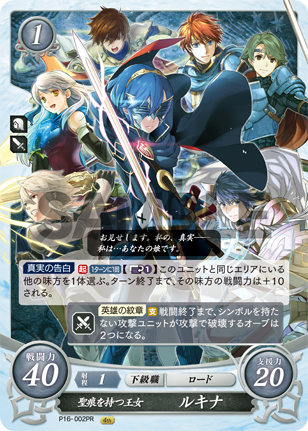 1
SAMPLE
お見せします。私の、真実――
私は…あなたの娘です。
真実の告白 起 1ターンに1回 [1] このユニットと同じエリアにいる
他の味方を1体選ぶ。ターン終了まで、その味方の戦闘力は+10
される。
英雄の紋章 支 戦闘終了まで、シンボルを持た
ない攻撃ユニットが攻撃で破壊するオーブは
2つになる。
戦闘力
40
射程 1 下級職 ロード
支援力
20
聖痕を持つ王女 ルキナ
P16-002PR 4th